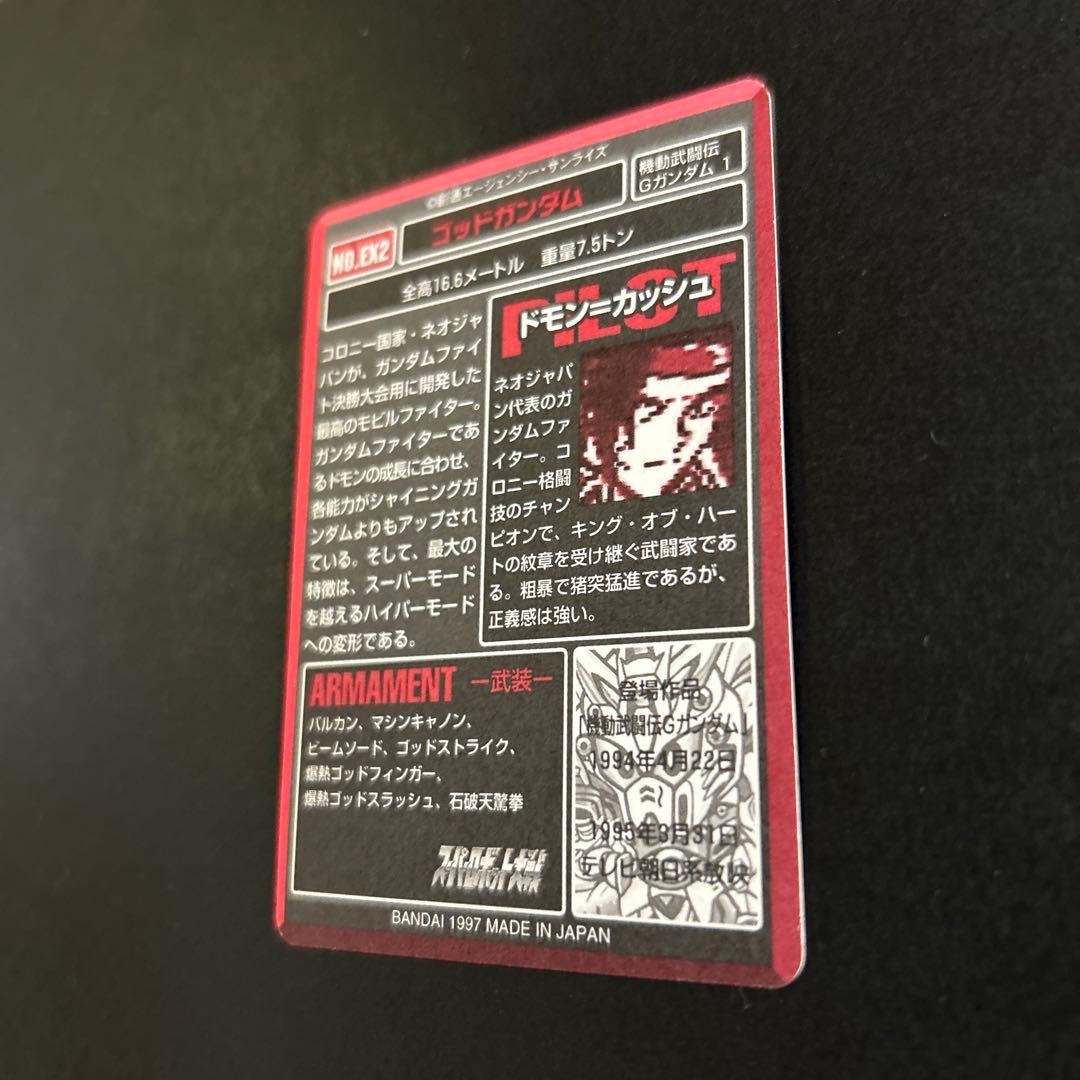 ©創通エージェンシー・サンライズ
NO.EX2
ゴッドガンダム
機動武闘伝
Gガンダム 1
全高16.6メートル 重量7.5トン
コロニー国家・ネオジャ
パンが、ガンダムファイ
ト決勝大会用に開発した
最高のモビルファイター。
ガンダムファイターであ
るドモンの成長に合わせ、
各能力がシャイニングガ
ンダムよりもアップされ
ている。そして、最大の
特徴は、スーパーモード
を越えるハイパーモード
への変形である。
PILOT
ドモン=カッシュ
ネオジャパ
ン代表のガ
ンダムファ
イター。コ
ロニー格闘
技のチャン
ピオンで、キング・オブ・ハー
トの紋章を受け継ぐ武闘家であ
る。粗暴で猪突猛進であるが、
正義感は強い。
ARMAMENT ー武装ー
バルカン、マシンキャノン、
ビームソード、ゴッドストライク、
爆熱ゴッドフィンガー、
爆熱ゴッドスラッシュ、石破天驚拳
スーパーロボット大戦
登場作品
「機動武闘伝Gガンダム」
1994年4月22日
~
1995年3月31日
テレビ朝日系放映
BANDAI 1997 MADE IN JAPAN